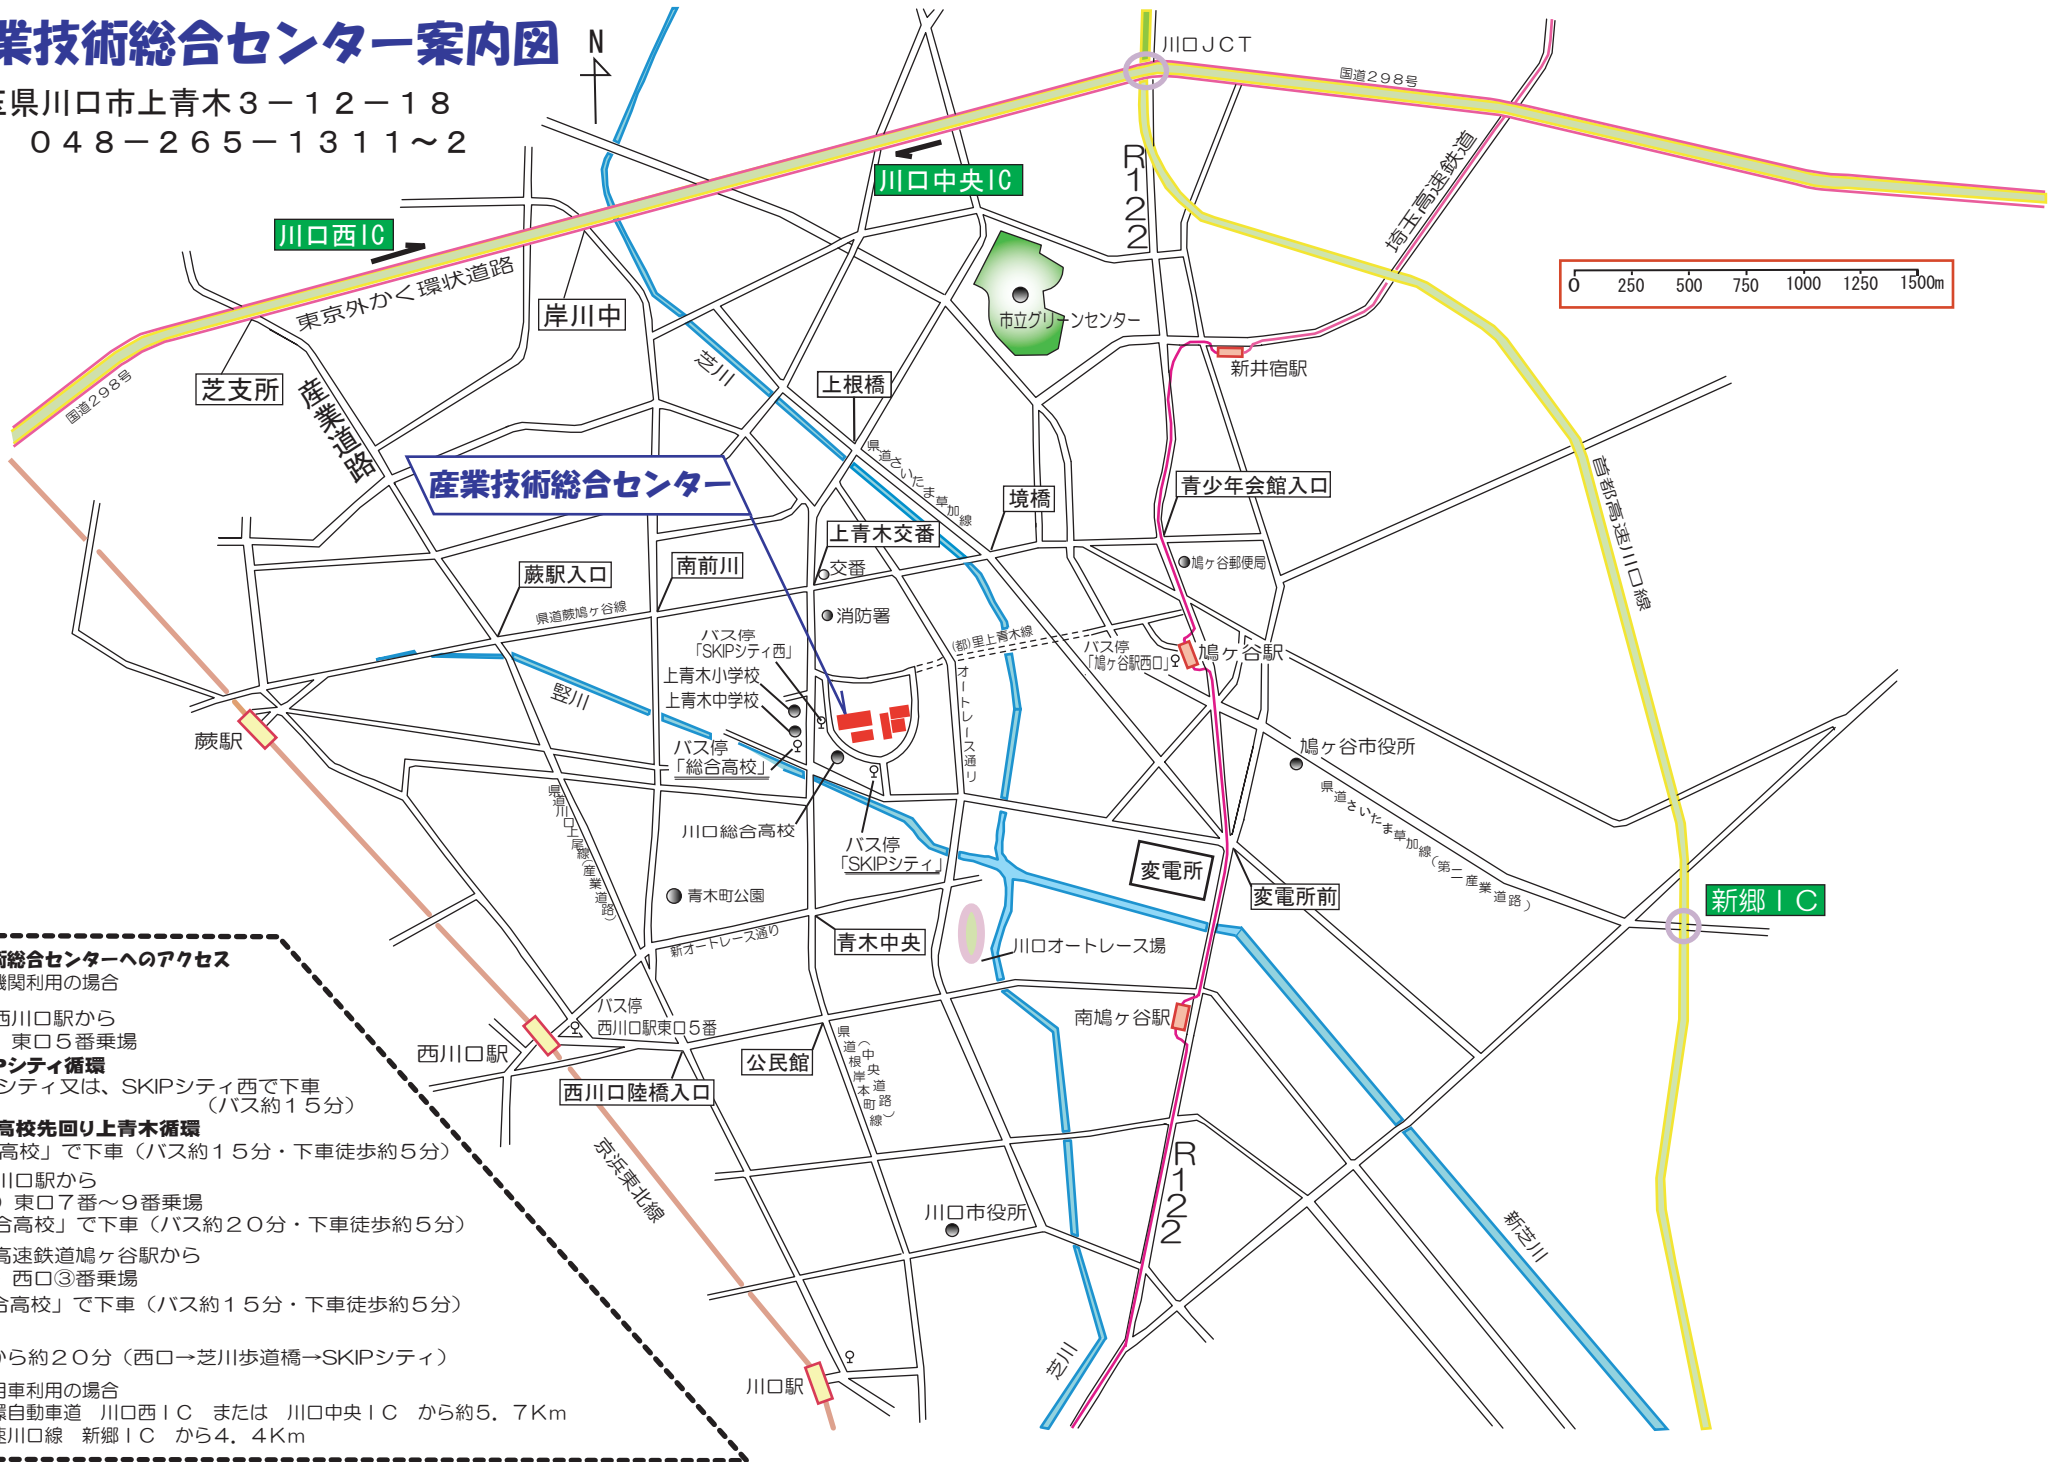 業技術総合センター案内図
玉県川口市上青木3－12－18
048－265－1311～2
N
川口JCT
国道298号
川口中央IC
R122
埼玉高速鉄道
川口西IC
東京外かく環状道路
岸川中
市立グリーンセンター
0 250 500 750 1000 1250 1500m
新井宿駅
芝川
上根橋
芝支所
国道298号
産業道路
産業技術総合センター
県道さいたま草加線
境橋
青少年会館入口
首都高速川口線
上青木交番
交番
鳩ヶ谷郵便局
南前川
蕨駅入口
県道蕨鳩ヶ谷線
消防署
バス停
「SKIPシティ西」
(都)里上青木線
バス停
「鳩ヶ谷駅西口」
鳩ヶ谷駅
上青木小学校
上青木中学校
オートレース通り
竪川
蕨駅
バス停
「総合高校」
鳩ヶ谷市役所
県道さいたま草加線(第二産業道路)
県道川口上尾線(産業道路)
川口総合高校
バス停
「SKIPシティ」
変電所
変電所前
新郷IC
青木町公園
新オートレース通り
青木中央
川口オートレース場
バス停
西川口駅東口5番
南鳩ヶ谷駅
西川口駅
公民館
県道根岸本町線
(中央道路)
西川口陸橋入口
京浜東北線
R122
川口市役所
新芝川
芝川
川口駅
術総合センターへのアクセス
機関利用の場合
西川口駅から
東口5番乗場
Pシティ循環
シティ又は、SKIPシティ西で下車
（バス約15分）
高校先回り上青木循環
高校」で下車（バス約15分・下車徒歩約5分）
川口駅から
東口7番～9番乗場
合高校」で下車（バス約20分・下車徒歩約5分）
高速鉄道鳩ヶ谷駅から
西口③番乗場
合高校」で下車（バス約15分・下車徒歩約5分）
から約20分（西口→芝川歩道橋→SKIPシティ）
用車利用の場合
環自動車道　川口西IC　または　川口中央IC　から約5．7Km
速川口線　新郷IC　から4．4Km